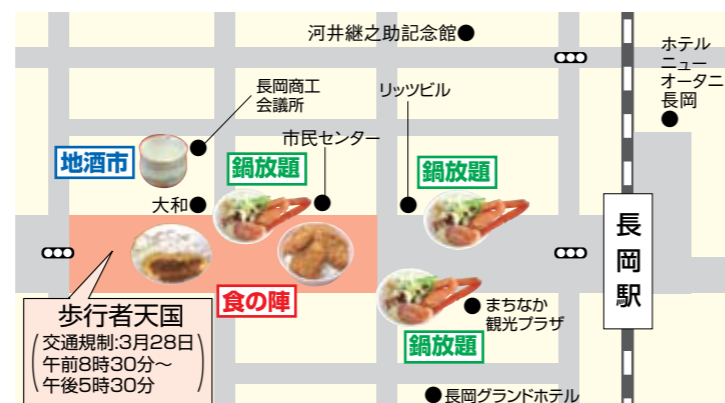 河井継之助記念館
ホテル
ニュー
オータニ
長岡
長岡商工
会議所
リッツビル
市民センター
地酒市
鍋放題
鍋放題
大和
長岡駅
食の陣
まちなか
観光プラザ
鍋放題
歩行者天国
(交通規制:3月28日
午前8時30分〜
午後5時30分)
長岡グランドホテル